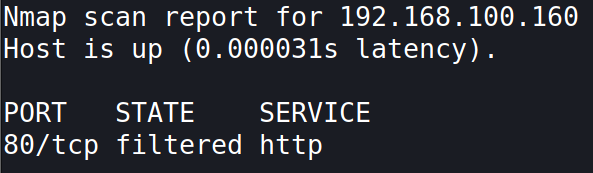 Nmap scan report for 192.168.100.160
Host is up (0.000031s latency).
PORT   STATE    SERVICE
80/tcp filtered http